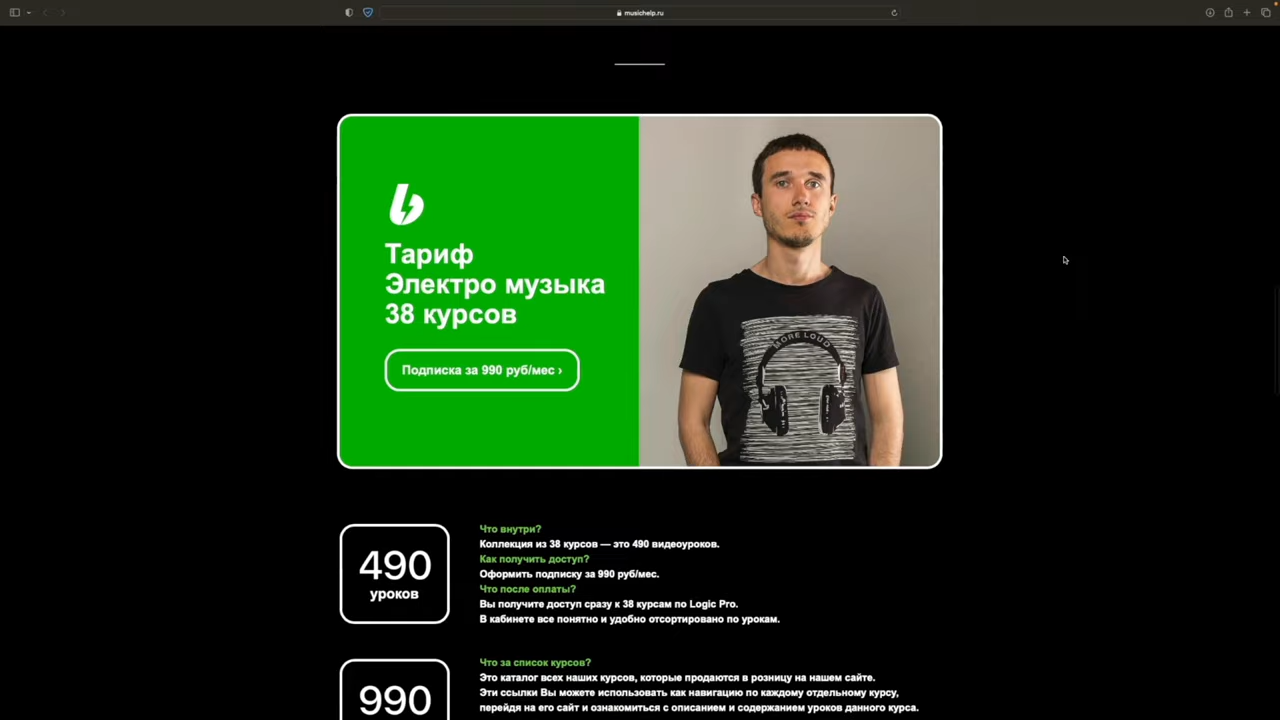 musichelp.ru
Тариф
Электро музыка
38 курсов
Подписка за 990 руб/мес ›
MORE LOUD
490
уроков
Что внутри?
Коллекция из 38 курсов — это 490 видеоуроков.
Как получить доступ?
Оформить подписку за 990 руб/мес.
Что после оплаты?
Вы получите доступ сразу к 38 курсам по Logic Pro.
В кабинете все понятно и удобно отсортировано по урокам.
990
Что за список курсов?
Это каталог всех наших курсов, которые продаются в розницу на нашем сайте.
Эти ссылки Вы можете использовать как навигацию по каждому отдельному курсу,
перейдя на его сайт и ознакомиться с описанием и содержанием уроков данного курса.